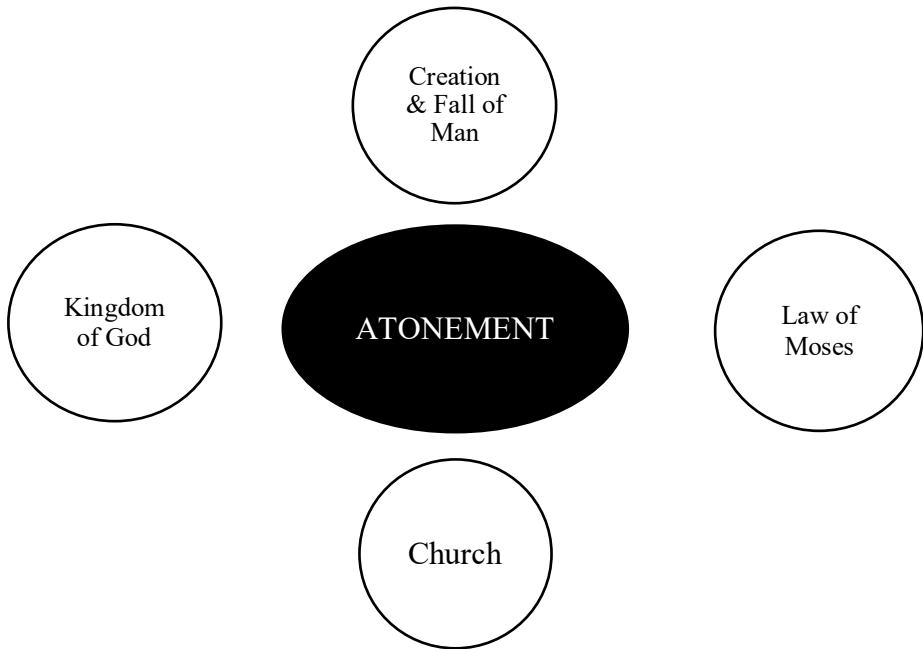 Creation
& Fall of
Man
Kingdom
of God
ATONEMENT
Law of
Moses
Church